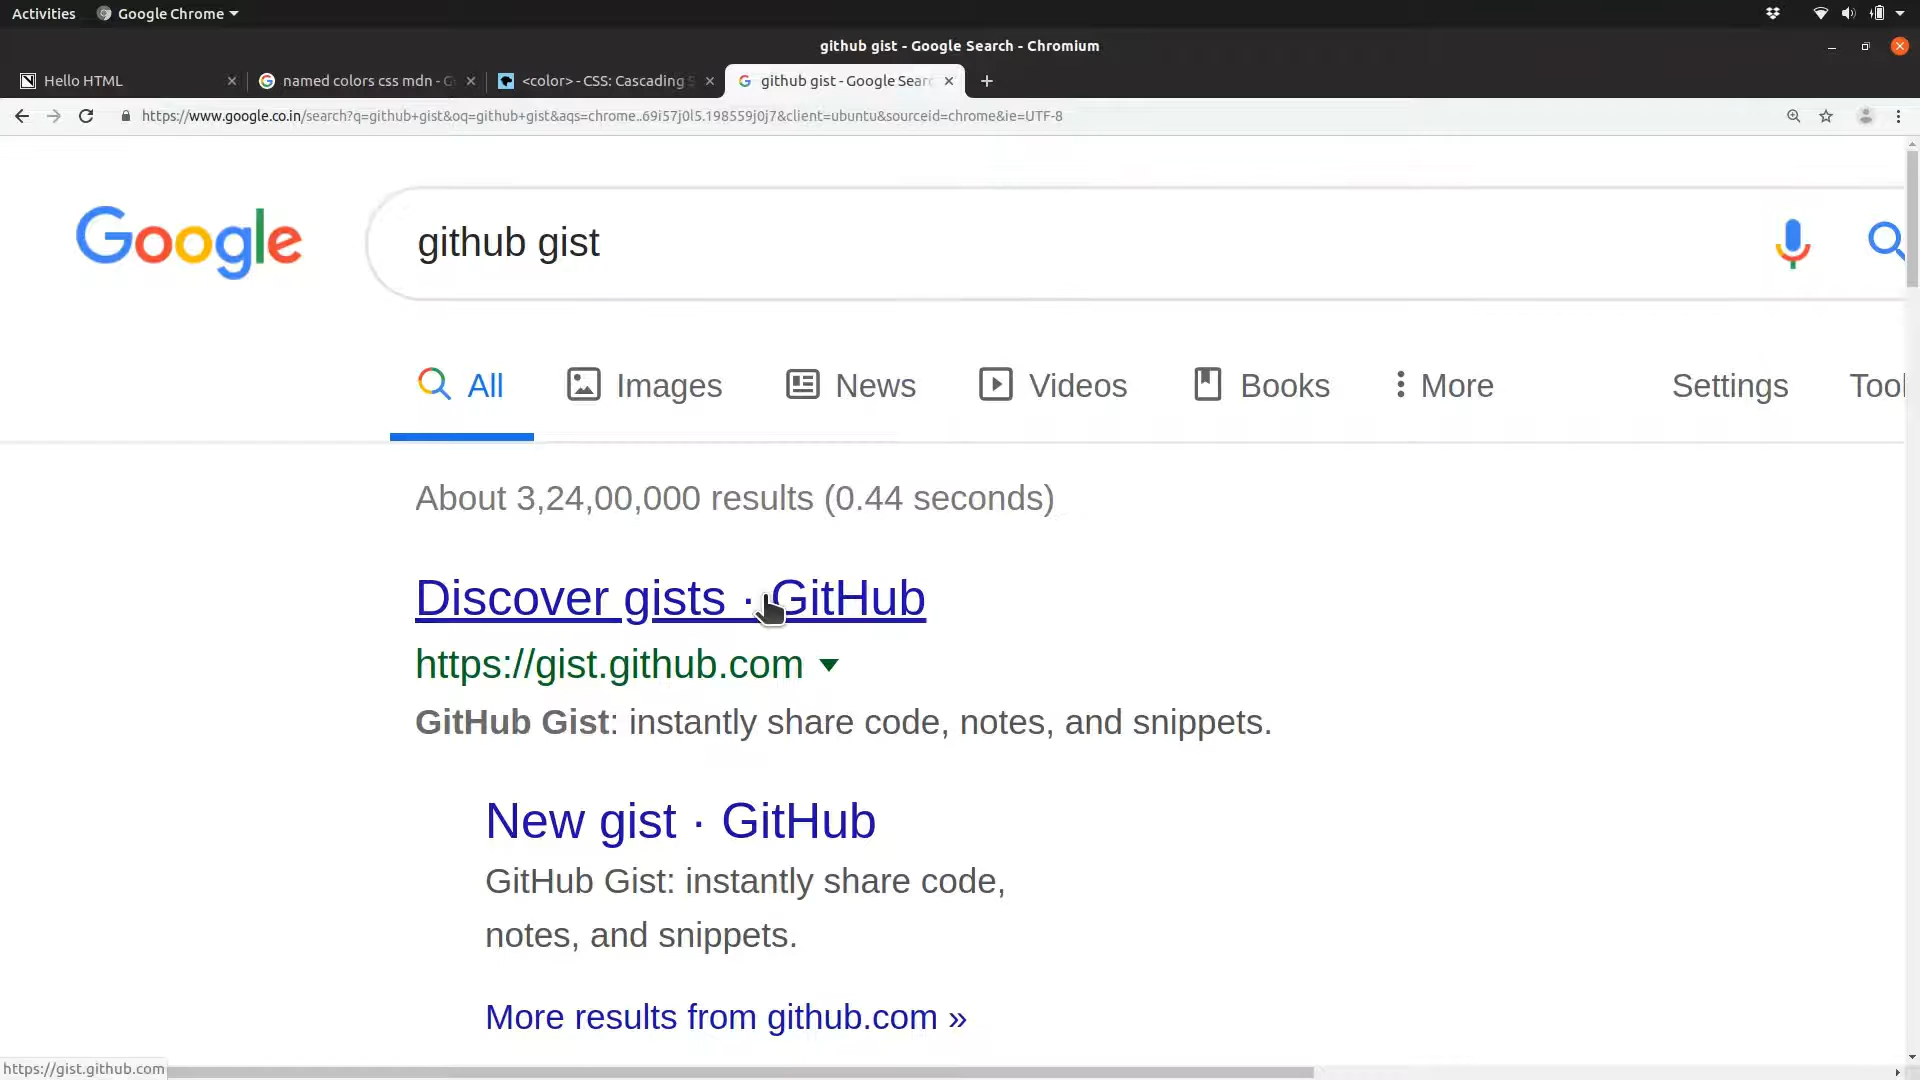 Activities Google Chrome
github gist - Google Search - Chromium
Hello HTML named colors css mdn - G <color> - CSS: Cascading S github gist - Google Searc
https://www.google.co.in/search?q=github+gist&oq=github+gist&aqs=chrome..69i57j0l5.198559j0j7&client=ubuntu&sourceid=chrome&ie=UTF-8
Google github gist
All Images News Videos Books More Settings Tool
About 3,24,00,000 results (0.44 seconds)
Discover gists · GitHub
https://gist.github.com
GitHub Gist: instantly share code, notes, and snippets.
New gist · GitHub
GitHub Gist: instantly share code,
notes, and snippets.
More results from github.com »
https://gist.github.com